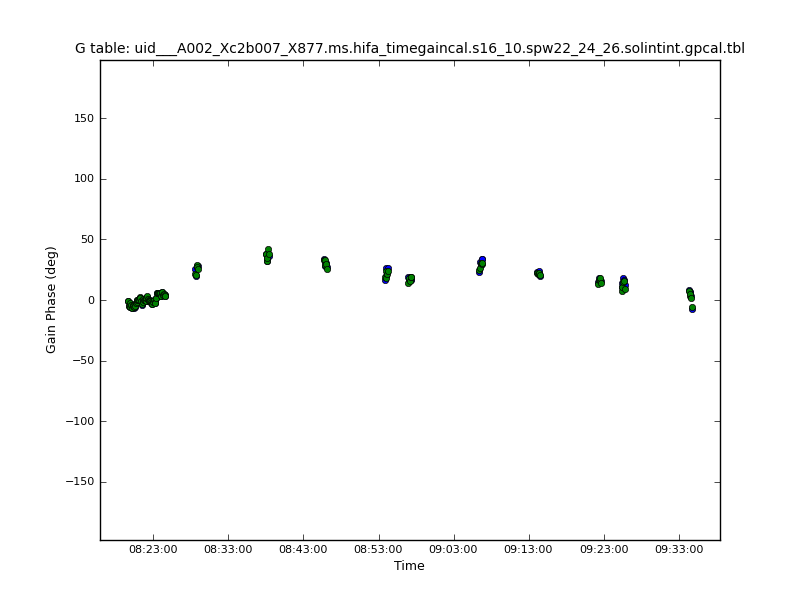 G table: uid___A002_Xc2b007_X877.ms.hifa_timegaincal.s16_10.spw22_24_26.solintint.gpcal.tbl
150
100
50
0
−50
−100
−150
Gain Phase (deg)
08:23:00 08:33:00 08:43:00 08:53:00 09:03:00 09:13:00 09:23:00 09:33:00
Time